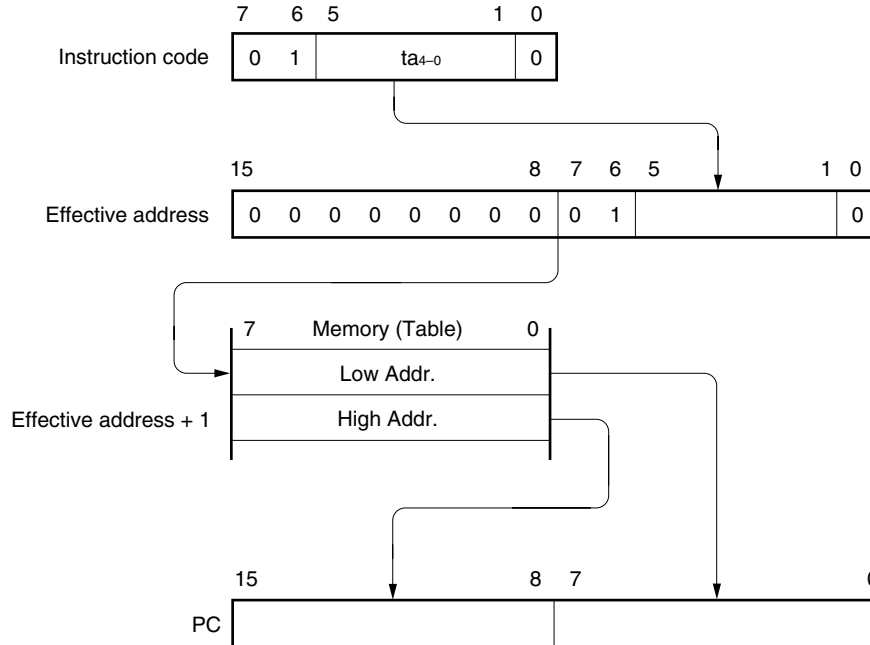 7 6 5 1 0
Instruction code 0 1 ta4–0 0
15 8 7 6 5 1 0
Effective address 0 0 0 0 0 0 0 0 0 1 0
7 Memory (Table) 0
Low Addr.
Effective address + 1 High Addr.
15 8 7
PC